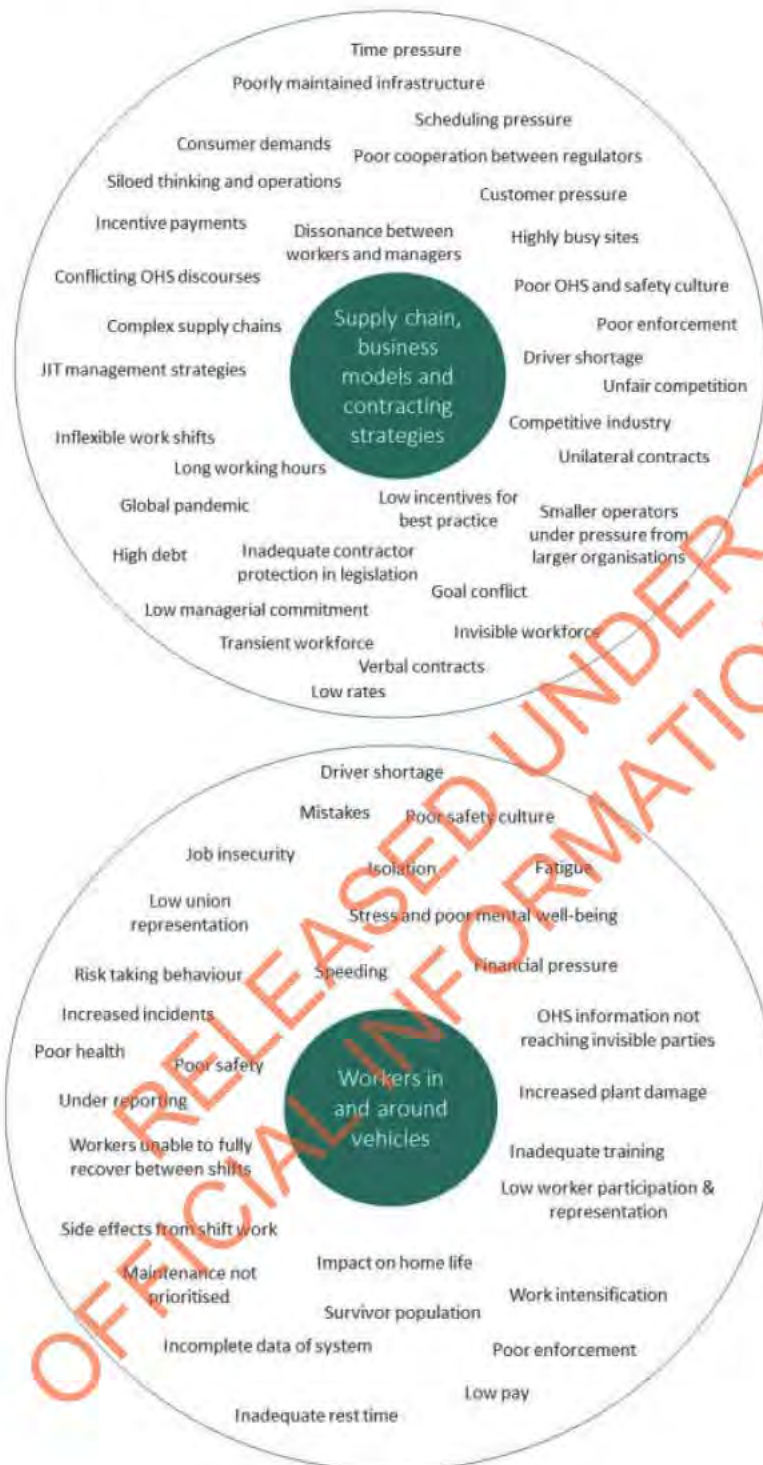 Time pressure
Poorly maintained infrastructure
Scheduling pressure
Consumer demands
Poor cooperation between regulators
Siloed thinking and operations
Customer pressure
Incentive payments
Dissonance between
workers and managers
Highly busy sites
Conflicting OHS discourses
Poor OHS and safety culture
Supply chain,
business
models and
contracting
strategies
Complex supply chains
Poor enforcement
JIT management strategies
Driver shortage
Unfair competition
Competitive industry
Inflexible work shifts
Unilateral contracts
Long working hours
Global pandemic
Low incentives for
best practice
Smaller operators
under pressure from
larger organisations
High debt
Inadequate contractor
protection in legislation
Goal conflict
Low managerial commitment
Invisible workforce
Transient workforce
Verbal contracts
Low rates
Driver shortage
Mistakes
Poor safety culture
Job insecurity
Isolation
Fatigue
Low union
representation
Stress and poor mental well-being
Risk taking behaviour
Speeding
Financial pressure
Increased incidents
OHS information not
reaching invisible parties
Poor health
Poor safety
Workers in
and around
vehicles
Under reporting
Increased plant damage
Workers unable to fully
recover between shifts
Inadequate training
Low worker participation &
representation
Side effects from shift work
Impact on home life
Maintenance not
prioritised
Work intensification
Survivor population
Incomplete data of system
Poor enforcement
Low pay
Inadequate rest time
RELEASED UNDER
OFFICIAL INFORMATION